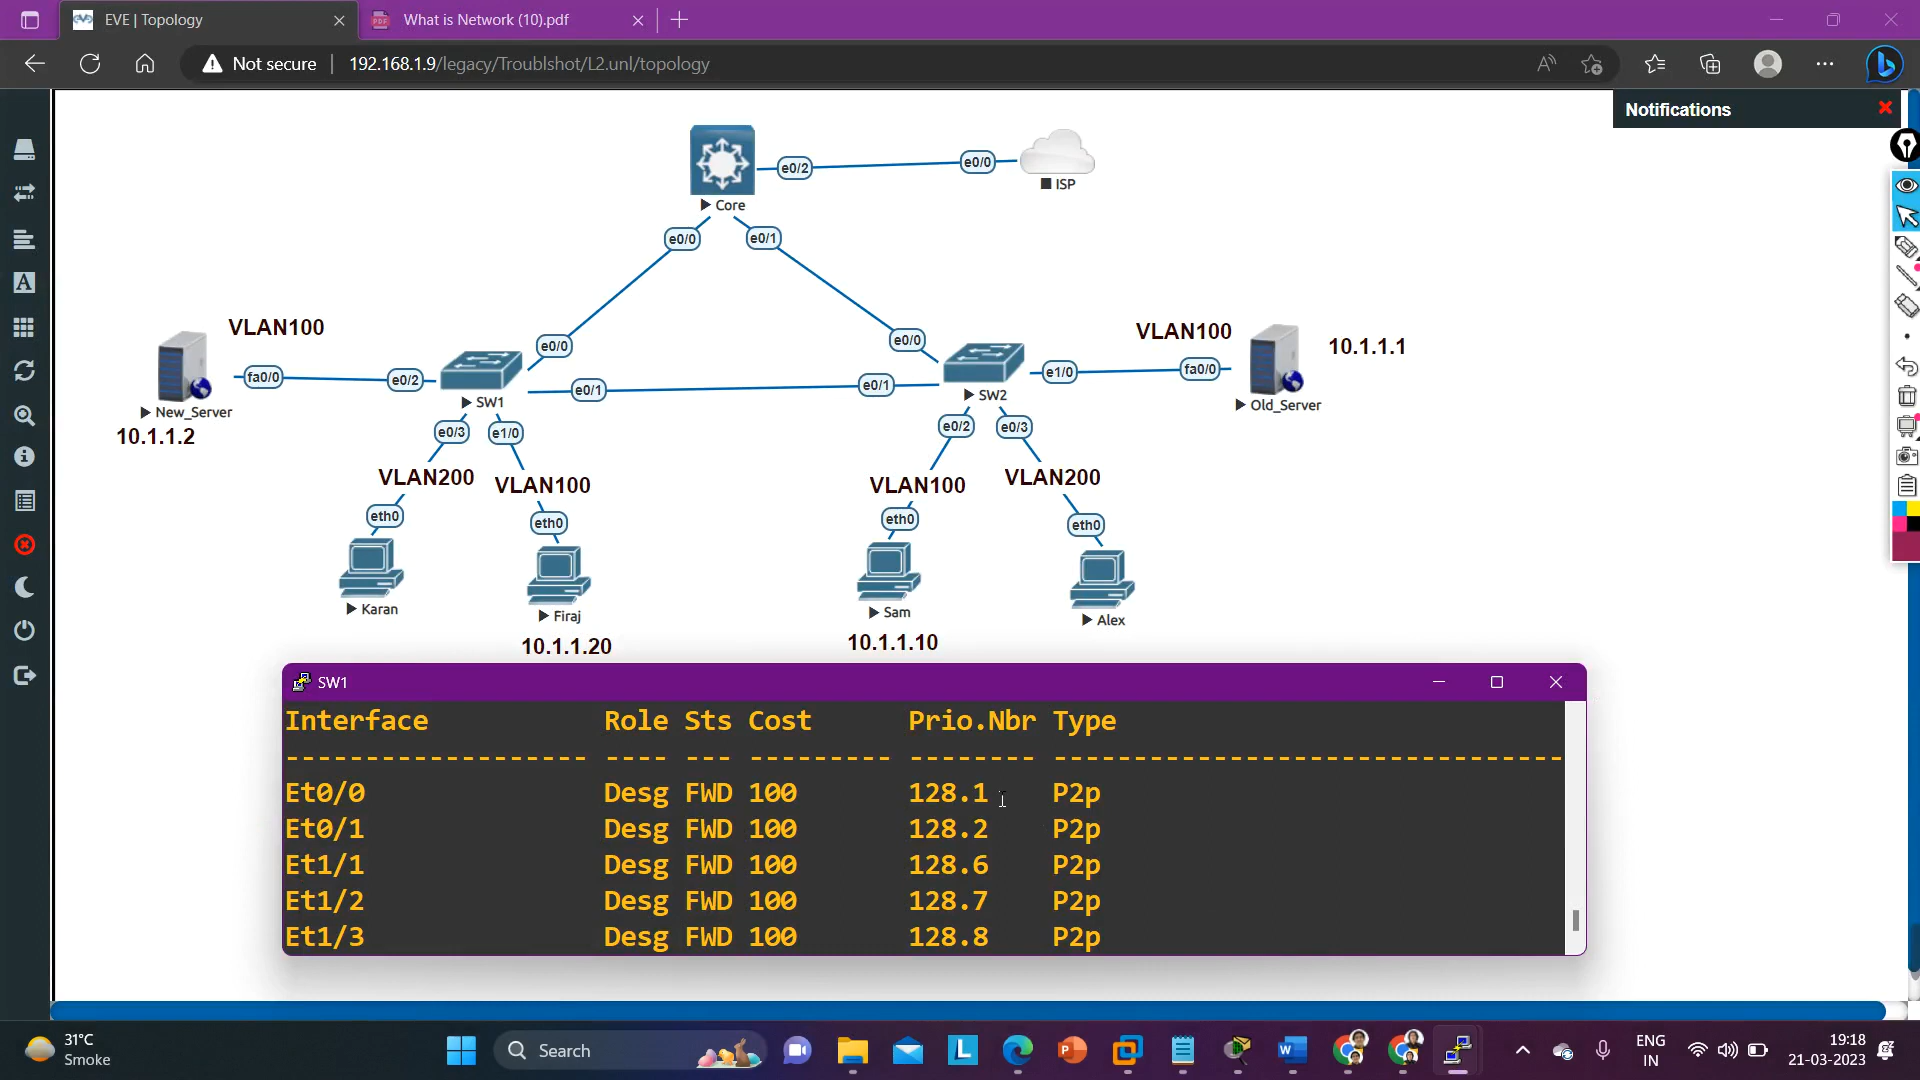 EVE | Topology
What is Network (10).pdf
Not secure
192.168.1.9/legacy/Troublshot/L2.unl/topology
Notifications
e0/2
e0/0
ISP
Core
e0/0
e0/1
VLAN100
VLAN100
10.1.1.1
e0/0
e0/0
fa0/0
e0/2
e0/1
e0/1
e1/0
fa0/0
New_Server
SW1
SW2
Old_Server
10.1.1.2
e0/3
e1/0
e0/2
e0/3
VLAN200
VLAN100
VLAN100
VLAN200
eth0
eth0
eth0
eth0
Karan
Firaj
Sam
Alex
10.1.1.20
10.1.1.10
SW1
Interface Role Sts Cost Prio.Nbr Type
------------------- ---- --- --------- -------- --------------------------------
Et0/0 Desg FWD 100 128.1 P2p
Et0/1 Desg FWD 100 128.2 P2p
Et1/1 Desg FWD 100 128.6 P2p
Et1/2 Desg FWD 100 128.7 P2p
Et1/3 Desg FWD 100 128.8 P2p
31°C
Smoke
Search
ENG
IN
19:18
21-03-2023